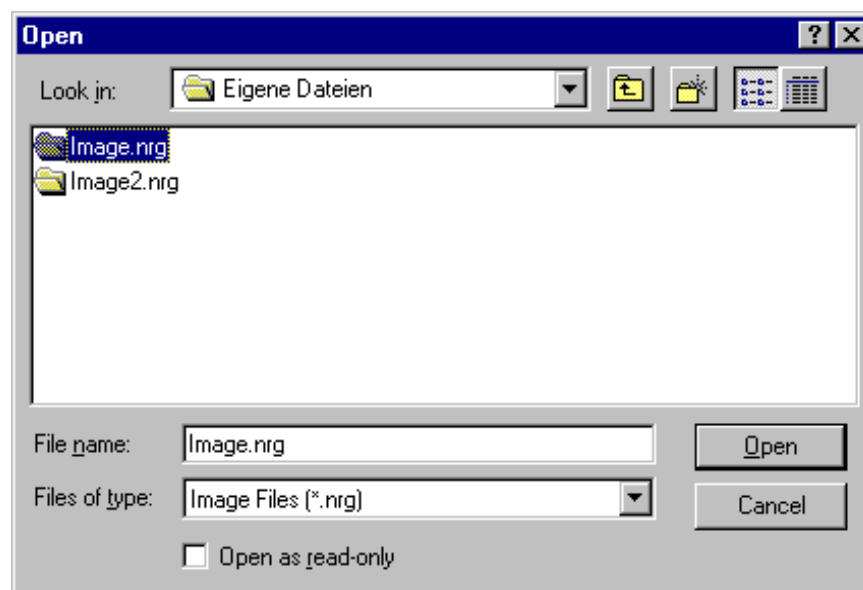 Open
Look in: Eigene Dateien
Image.nrg
Image2.nrg
File name: Image.nrg Open
Files of type: Image Files (*.nrg) Cancel
Open as read-only